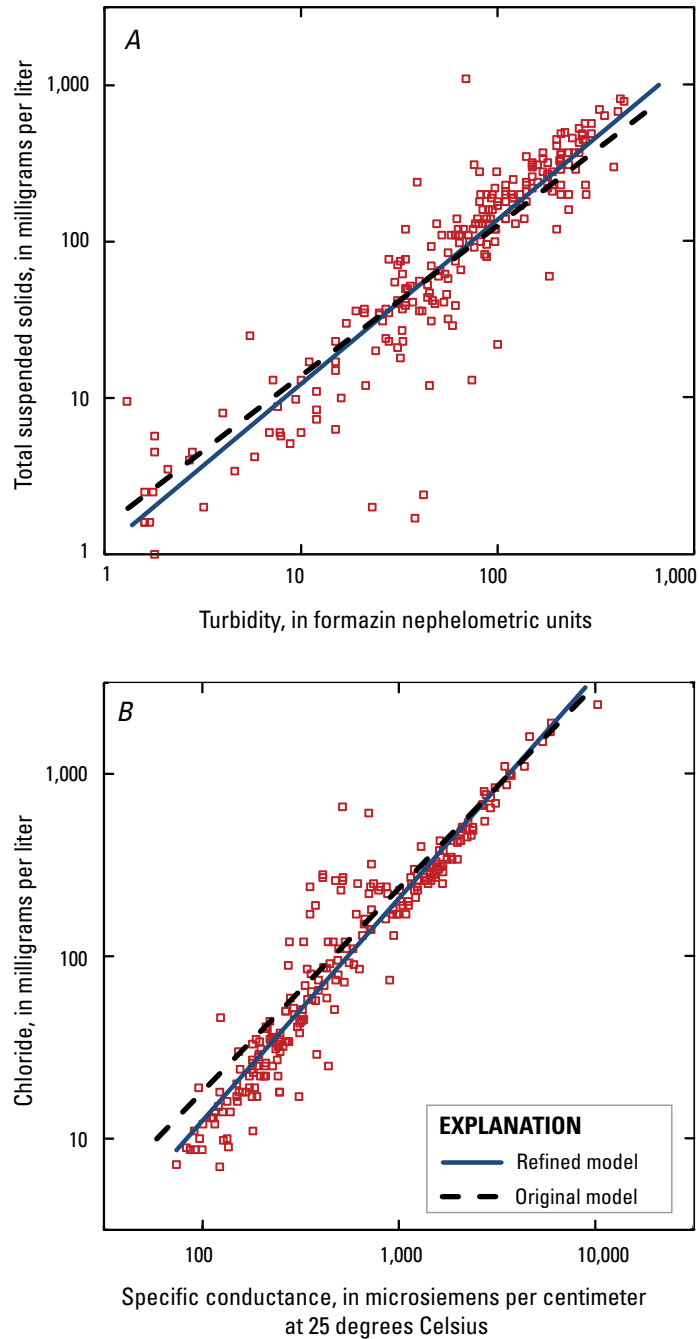 A
Total suspended solids, in milligrams per liter
1,000
100
10
1
1
10
100
1,000
Turbidity, in formazin nephelometric units
B
Chloride, in milligrams per liter
1,000
100
10
EXPLANATION
Refined model
Original model
100
1,000
10,000
Specific conductance, in microsiemens per centimeter
at 25 degrees Celsius